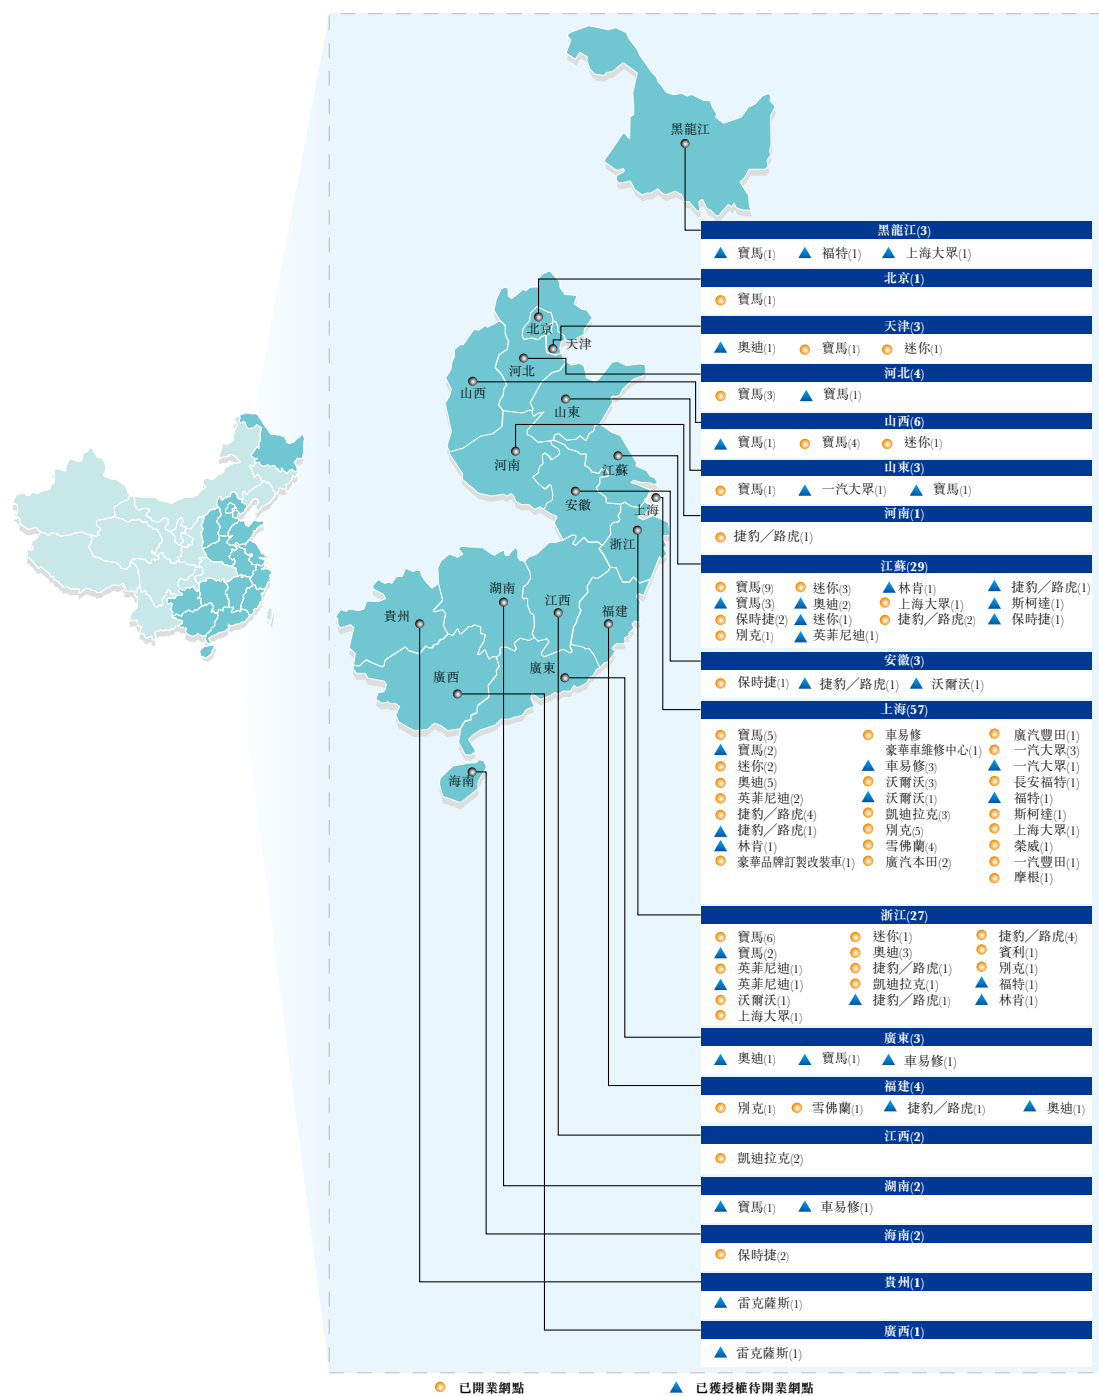 黑龍江
黑龍江(3)
寶馬(1) 福特(1) 上海大眾(1)
北京(1)
寶馬(1)
天津(3)
奧迪(1) 寶馬(1) 迷你(1)
河北(4)
寶馬(3) 寶馬(1)
山西(6)
寶馬(1) 寶馬(4) 迷你(1)
山東(3)
寶馬(1) 一汽大眾(1) 寶馬(1)
河南(1)
捷豹／路虎(1)
江蘇(29)
寶馬(9) 迷你(3) 林肯(1) 捷豹／路虎(1)
寶馬(3) 奧迪(2) 上海大眾(1) 斯柯達(1)
保時捷(2) 迷你(1) 捷豹／路虎(2) 保時捷(1)
別克(1) 英菲尼迪(1)
安徽(3)
保時捷(1) 捷豹／路虎(1) 沃爾沃(1)
上海(57)
寶馬(5) 車易修 廣汽豐田(1)
寶馬(2) 豪華車維修中心(1) 一汽大眾(3)
迷你(2) 車易修(3) 一汽大眾(1)
奧迪(5) 沃爾沃(3) 長安福特(1)
英菲尼迪(2) 沃爾沃(1) 福特(1)
捷豹／路虎(4) 凱迪拉克(3) 斯柯達(1)
捷豹／路虎(1) 別克(5) 上海大眾(1)
林肯(1) 雪佛蘭(4) 榮威(1)
豪華品牌訂製改裝車(1) 廣汽本田(2) 一汽豐田(1)
摩根(1)
浙江(27)
寶馬(6) 迷你(1) 捷豹／路虎(4)
寶馬(2) 奧迪(3) 賓利(1)
英菲尼迪(1) 捷豹／路虎(1) 別克(1)
英菲尼迪(1) 凱迪拉克(1) 福特(1)
沃爾沃(1) 捷豹／路虎(1) 林肯(1)
上海大眾(1)
廣東(3)
奧迪(1) 寶馬(1) 車易修(1)
福建(4)
別克(1) 雪佛蘭(1) 捷豹／路虎(1) 奧迪(1)
江西(2)
凱迪拉克(2)
湖南(2)
寶馬(1) 車易修(1)
海南(2)
保時捷(2)
貴州(1)
雷克薩斯(1)
廣西(1)
雷克薩斯(1)
北京
天津
河北
山西
山東
河南
江蘇
安徽
上海
浙江
湖南
江西
福建
貴州
廣東
廣西
海南
已開業網點 已獲授權待開業網點